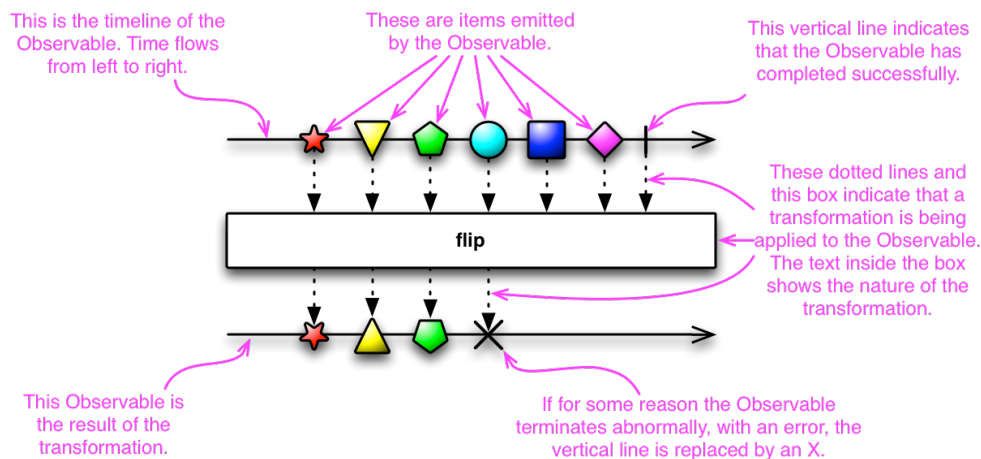 This is the timeline of the
Observable. Time flows
from left to right.
These are items emitted
by the Observable.
This vertical line indicates
that the Observable has
completed successfully.
These dotted lines and
this box indicate that a
transformation is being
applied to the Observable.
The text inside the box
shows the nature of the
transformation.
flip
This Observable is
the result of the
transformation.
If for some reason the Observable
terminates abnormally, with an error, the
vertical line is replaced by an X.